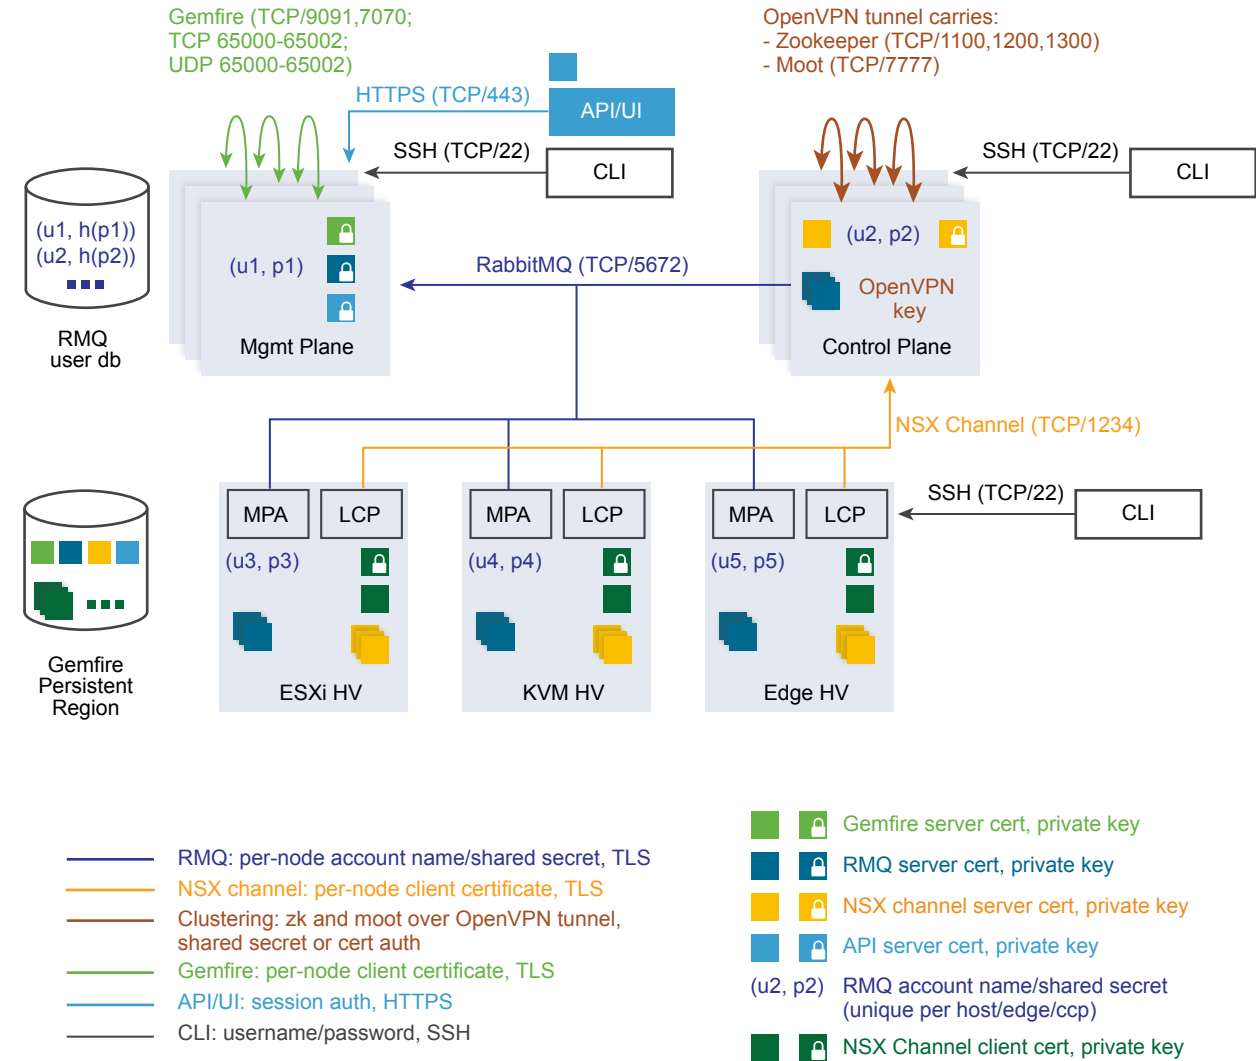 Gemfire (TCP/9091,7070;
TCP 65000-65002;
UDP 65000-65002)
OpenVPN tunnel carries:
- Zookeeper (TCP/1100,1200,1300)
- Moot (TCP/7777)
HTTPS (TCP/443)
API/UI
SSH (TCP/22)
CLI
SSH (TCP/22)
CLI
(u1, h(p1))
(u2, h(p2))
RMQ
user db
(u1, p1)
Mgmt Plane
RabbitMQ (TCP/5672)
(u2, p2)
OpenVPN
key
Control Plane
NSX Channel (TCP/1234)
MPA
LCP
(u3, p3)
ESXi HV
MPA
LCP
(u4, p4)
KVM HV
MPA
LCP
(u5, p5)
Edge HV
SSH (TCP/22)
CLI
Gemfire
Persistent
Region
RMQ: per-node account name/shared secret, TLS
NSX channel: per-node client certificate, TLS
Clustering: zk and moot over OpenVPN tunnel,
shared secret or cert auth
Gemfire: per-node client certificate, TLS
API/UI: session auth, HTTPS
CLI: username/password, SSH
Gemfire server cert, private key
RMQ server cert, private key
NSX channel server cert, private key
API server cert, private key
(u2, p2) RMQ account name/shared secret
(unique per host/edge/ccp)
NSX Channel client cert, private key